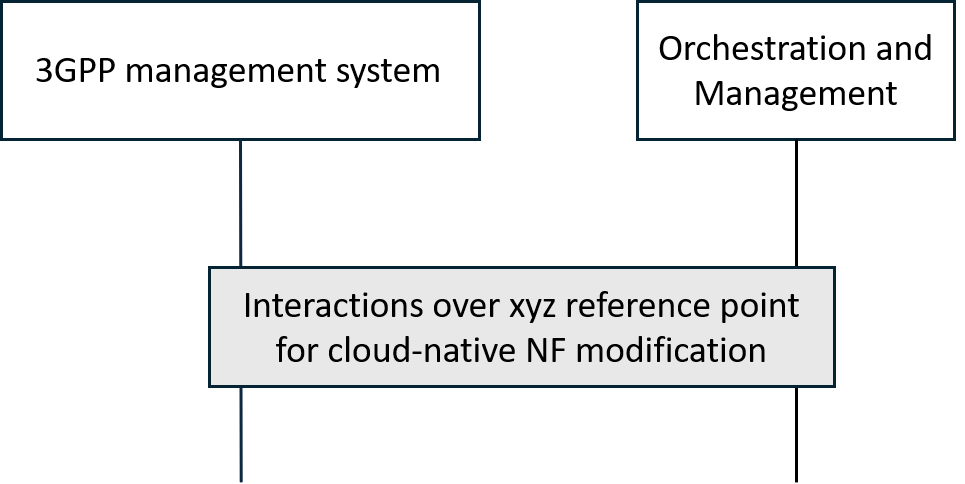 3GPP management system
Orchestration and
Management
Interactions over xyz reference point
for cloud-native NF modification